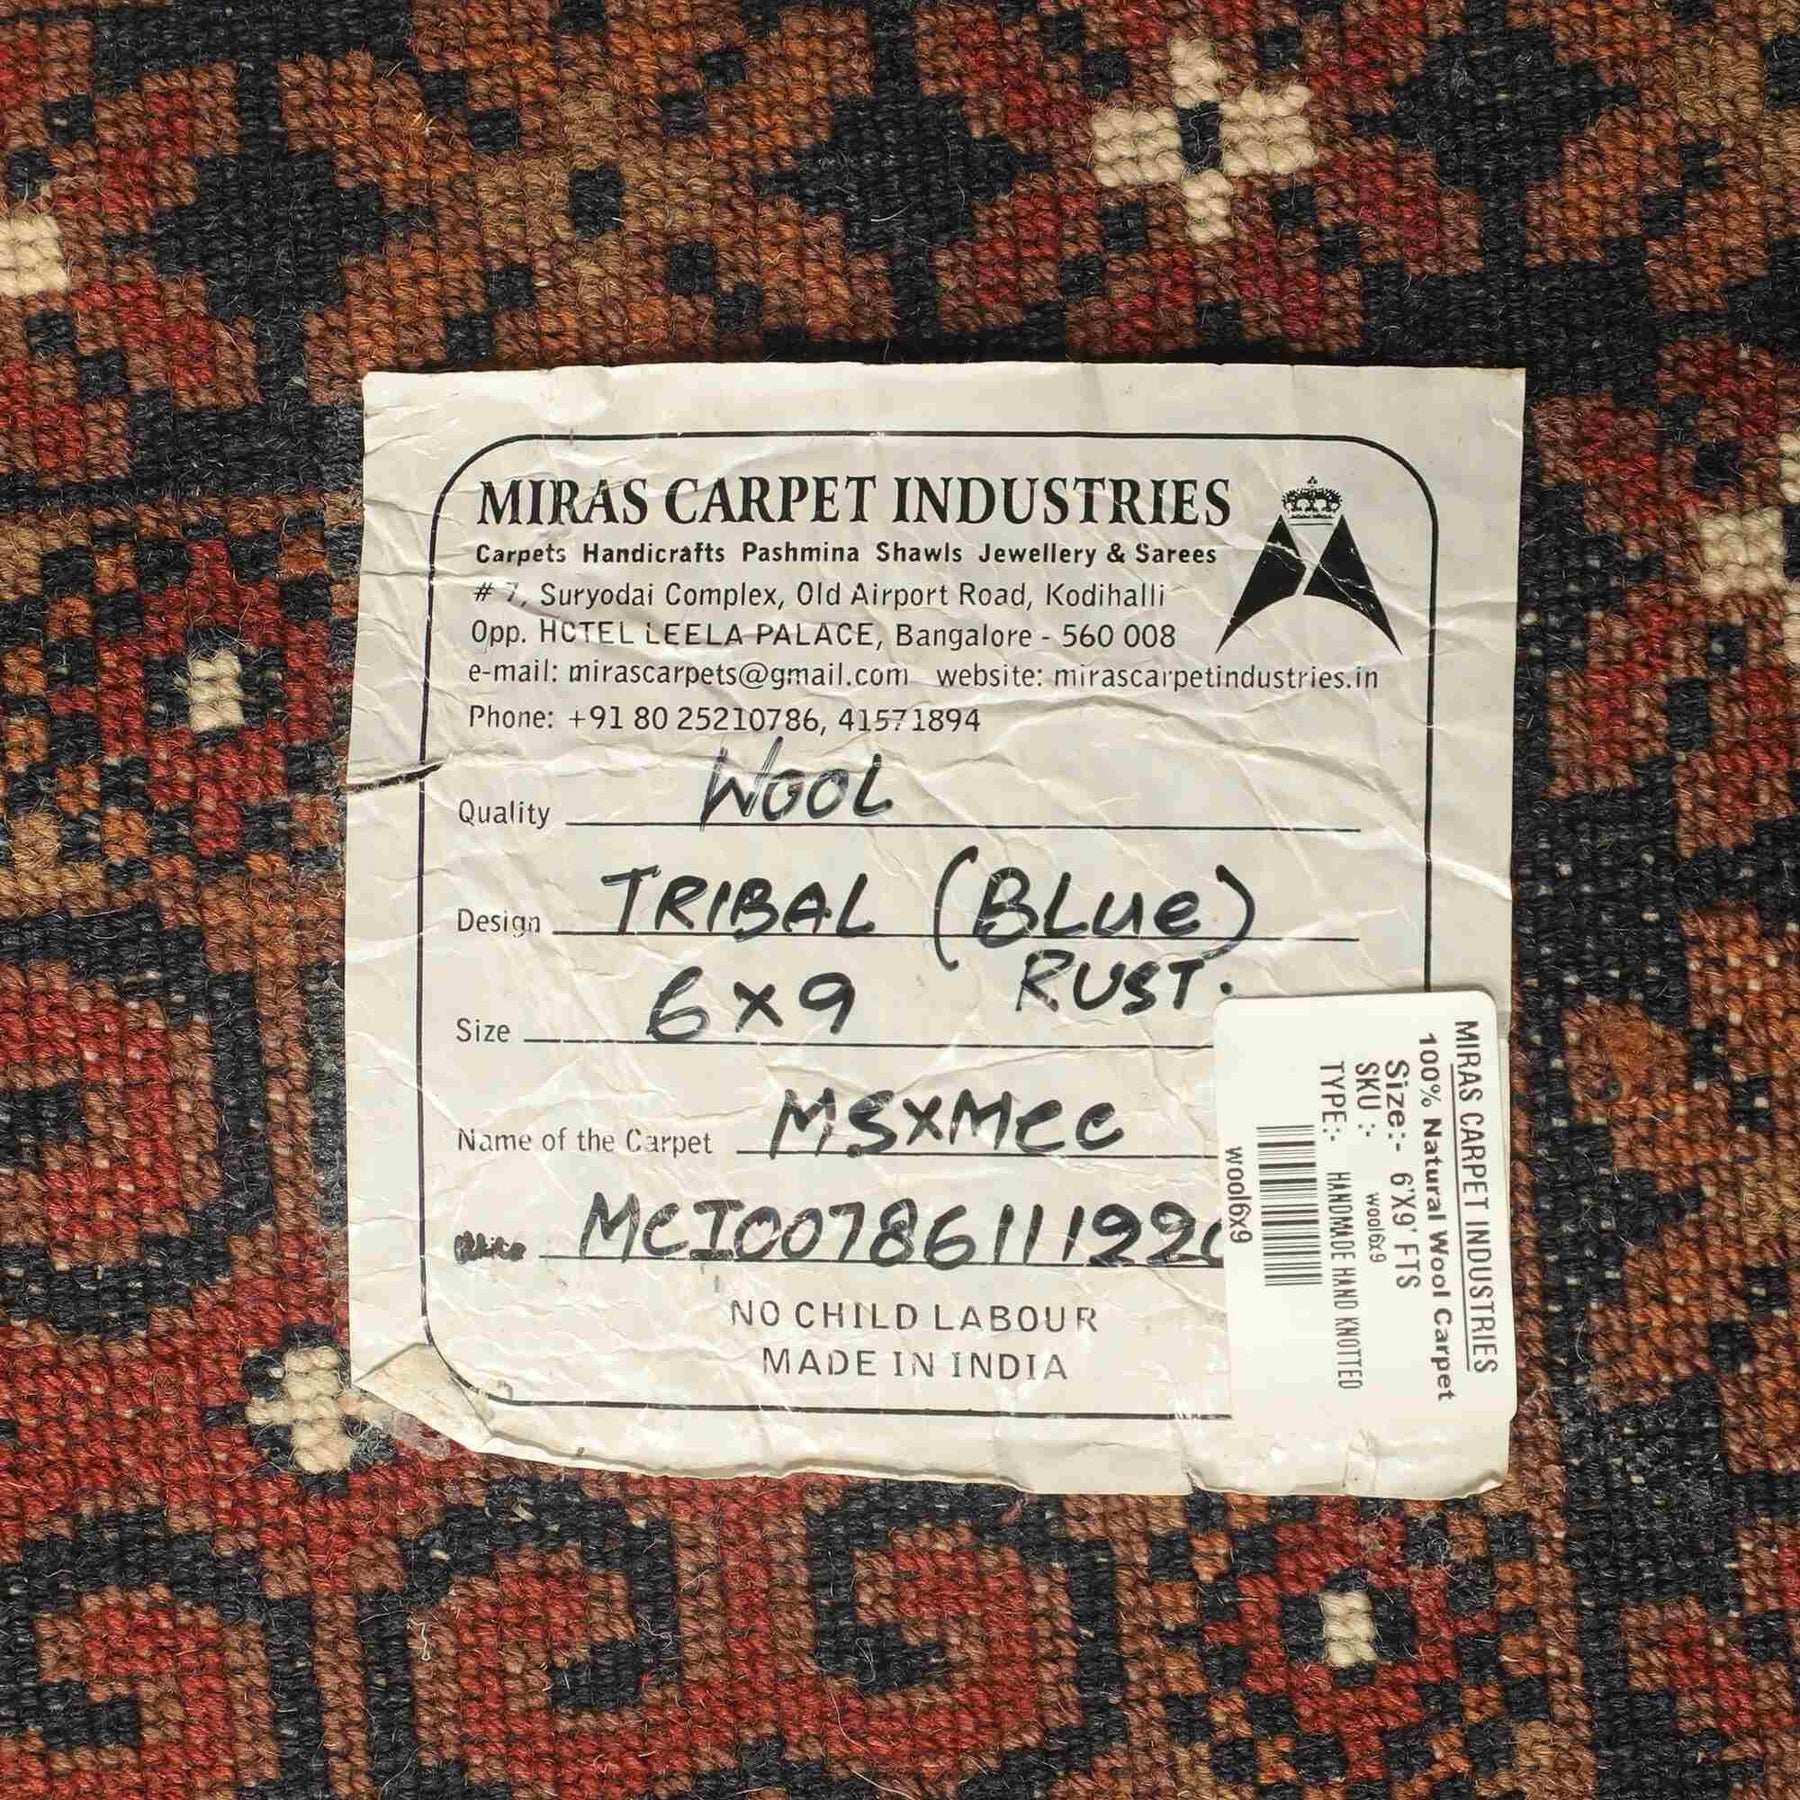 MIRAS CARPET INDUSTRIES
Carpets Handicrafts Pashmina Shawls Jewellery & Sarees
# 7, Suryodai Complex, Old Airport Road, Kodihalli
Opp. HOTEL LEELA PALACE, Bangalore - 560 008
e-mail: mirascarpets@gmail.com website: mirascarpetindustries.in
Phone: +91 80 25210786, 41571894
Quality WOOL
Design TRIBAL (BLUe)
RUST.
Size 6x9
Name of the Carpet MSXMCC
MCI00786111922
NO CHILD LABOUR
MADE IN INDIA
MIRAS CARPET INDUSTRIES
100% Natural Wool Carpet
Size:- 6'X9' FTS
SKU :- wool6x9
TYPE:- HANDMADE HAND KNOTTED
wool6x9